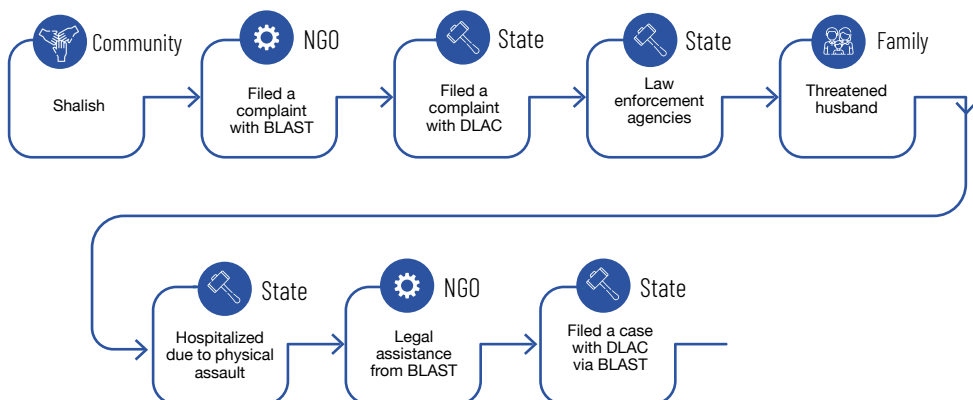 Community
Shalish
NGO
Filed a
complaint
with BLAST
State
Filed a
complaint
with DLAC
State
Law
enforcement
agencies
Family
Threatened
husband
State
Hospitalized
due to physical
assault
NGO
Legal
assistance
from BLAST
State
Filed a case
with DLAC
via BLAST